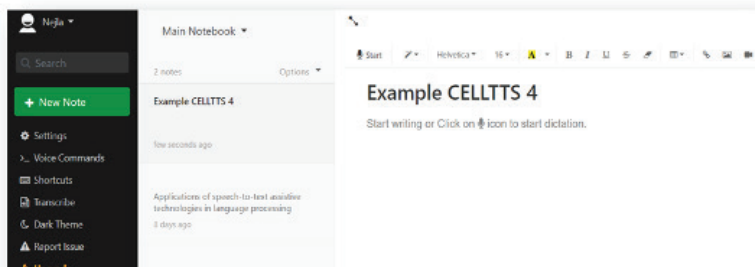 Nejla
Search
+ New Note
Settings
Voice Commands
Shortcuts
Transcribe
Dark Theme
Report Issue
Main Notebook
2 notes Options
Example CELLTTS 4
few seconds ago
Applications of speech-to-text assistive
technologies in language processing
8 days ago
Start Helvetica 16 A B I U S
Example CELLTTS 4
Start writing or Click on icon to start dictation.